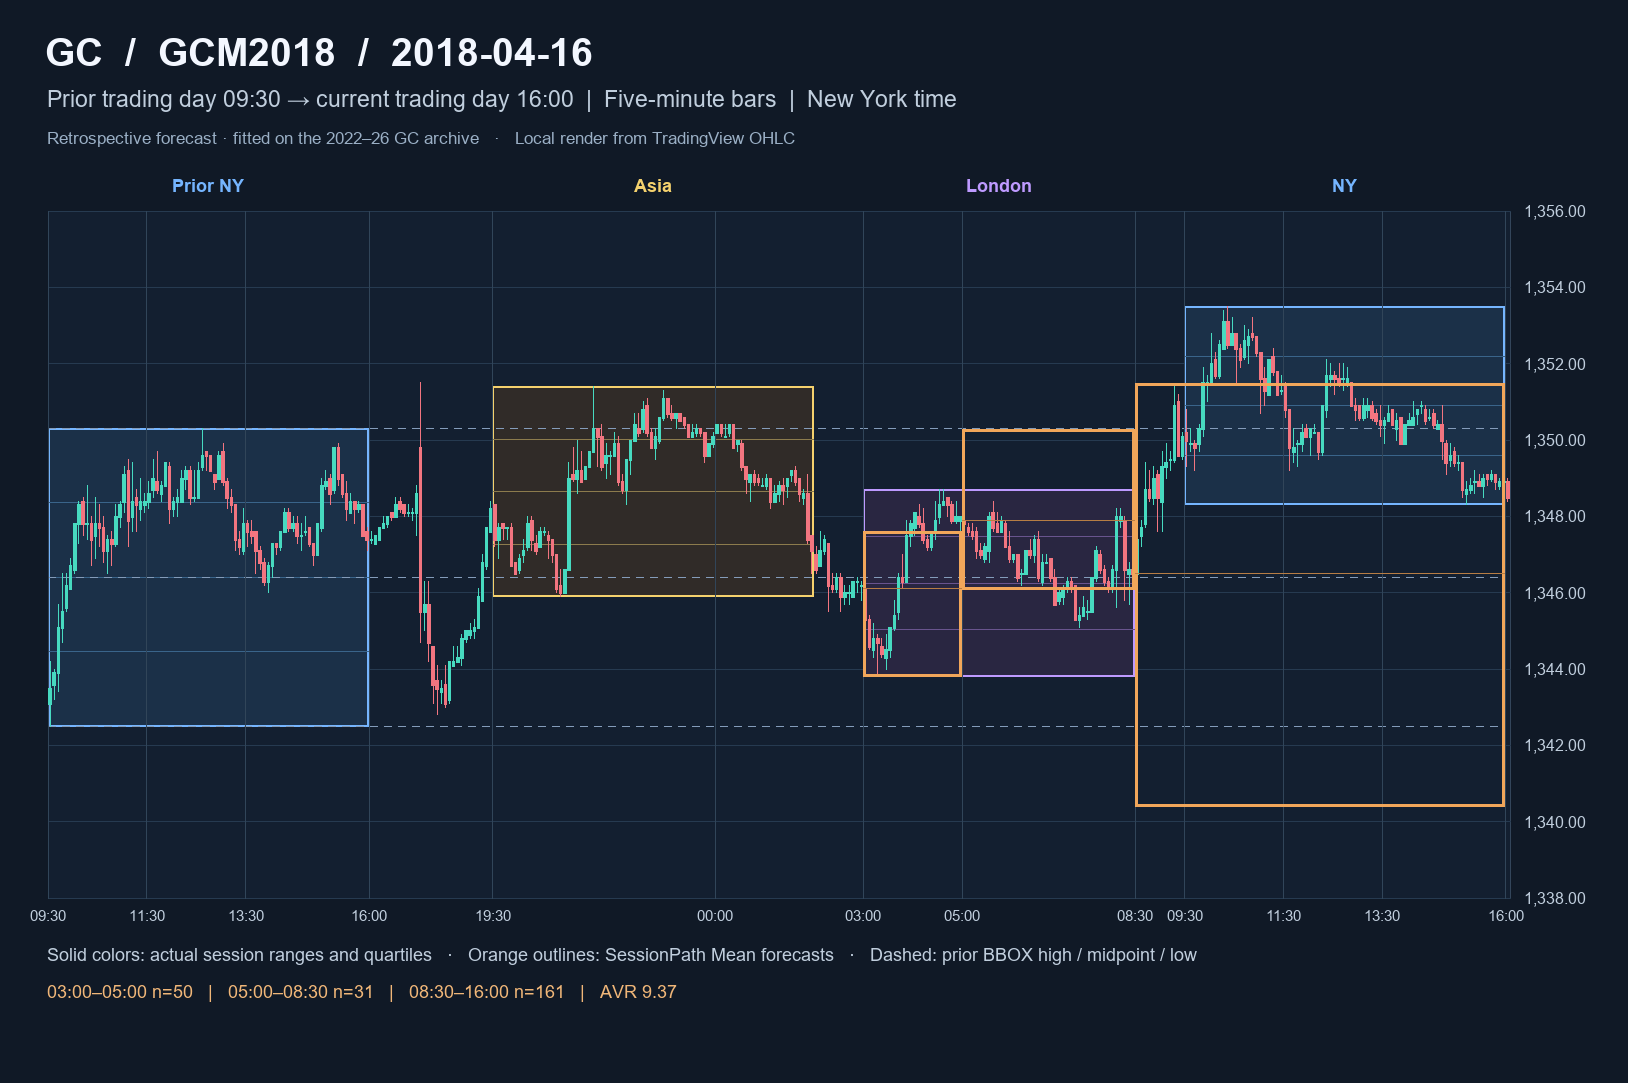 GC / GCM2018 / 2018-04-16
Prior trading day 09:30 → current trading day 16:00 | Five-minute bars | New York time
Retrospective forecast · fitted on the 2022–26 GC archive · Local render from TradingView OHLC
Prior NY Asia London NY
1,356.00
1,354.00
1,352.00
1,350.00
1,348.00
1,346.00
1,344.00
1,342.00
1,340.00
1,338.00
09:30 11:30 13:30 16:00 19:30 00:00 03:00 05:00 08:30 09:30 11:30 13:30 16:00
Solid colors: actual session ranges and quartiles · Orange outlines: SessionPath Mean forecasts · Dashed: prior BBOX high / midpoint / low
03:00–05:00 n=50 | 05:00–08:30 n=31 | 08:30–16:00 n=161 | AVR 9.37